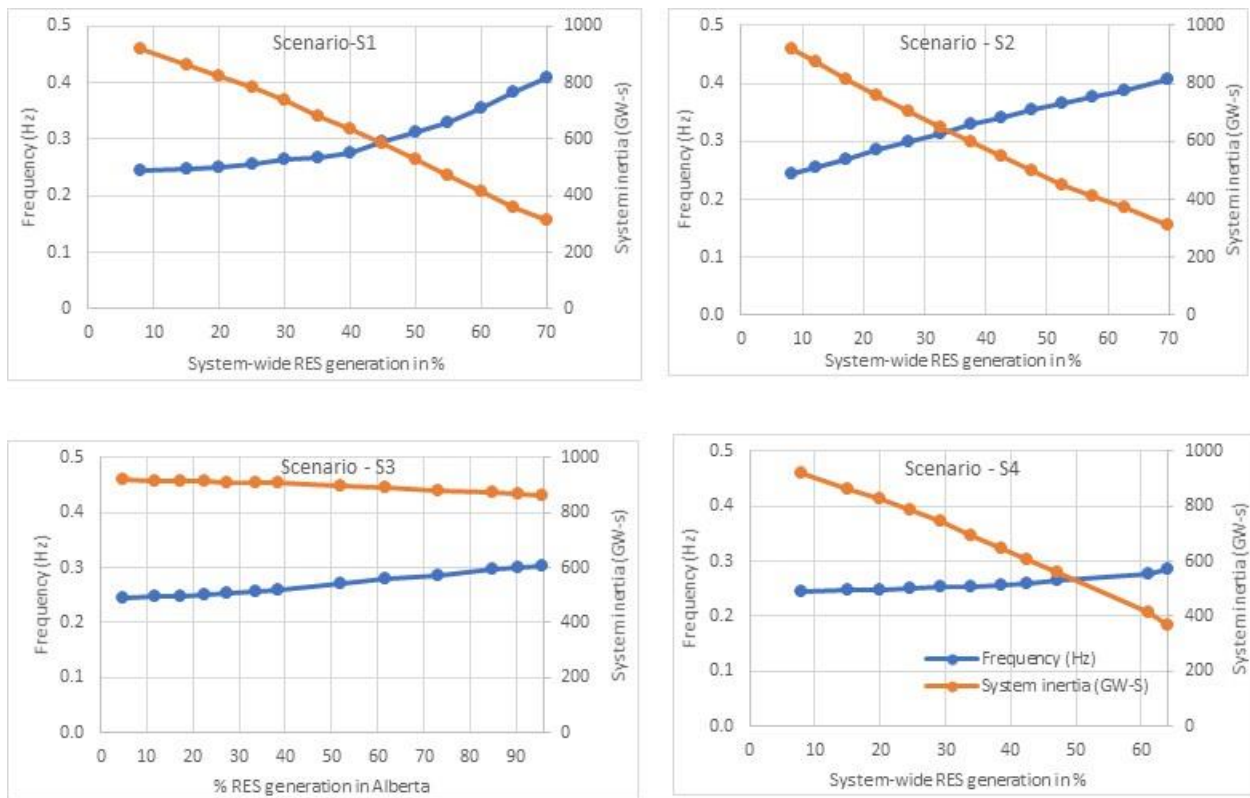 Scenario-S1
Frequency (Hz)
0.5
0.4
0.3
0.2
0.1
0
1000
800
600
400
200
0
System inertia (GW-s)
0 10 20 30 40 50 60 70
System-wide RES generation in %
Scenario - S2
Frequency (Hz)
0.5
0.4
0.3
0.2
0.1
0.0
1000
800
600
400
200
0
System inertia (GW-s)
0 10 20 30 40 50 60 70
System-wide RES generation in %
Scenario - S3
Frequency (Hz)
0.5
0.4
0.3
0.2
0.1
0.0
1000
800
600
400
200
0
System inertia (GW-s)
0 10 20 30 40 50 60 70 80 90
% RES generation in Alberta
Scenario - S4
Frequency (Hz)
0.5
0.4
0.3
0.2
0.1
0.0
1000
800
600
400
200
0
System inertia (GW-s)
Frequency (Hz)
System inertia (GW-S)
0 10 20 30 40 50 60
System-wide RES generation in %